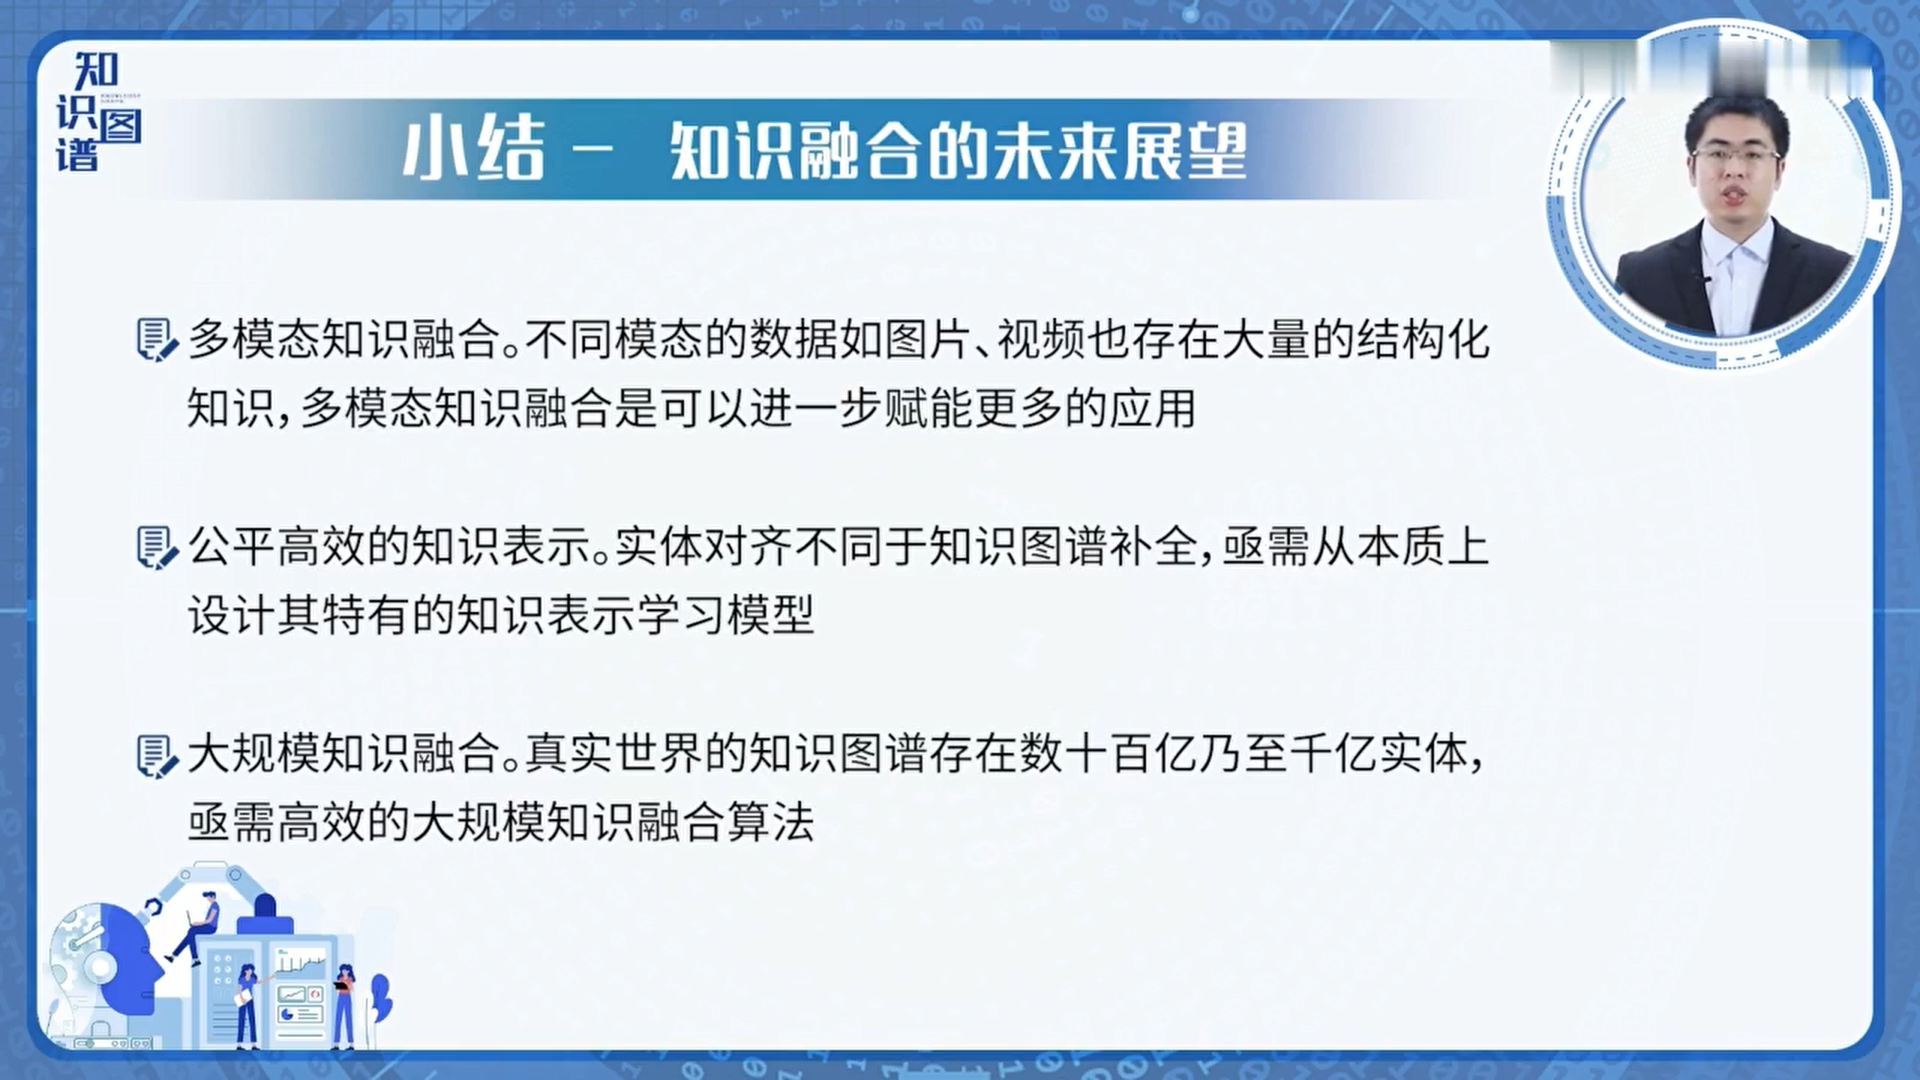 知
识图
谱
小结 - 知识融合的未来展望
多模态知识融合。不同模态的数据如图片、视频也存在大量的结构化
知识，多模态知识融合是可以进一步赋能更多的应用
公平高效的知识表示。实体对齐不同于知识图谱补全，亟需从本质上
设计其特有的知识表示学习模型
大规模知识融合。真实世界的知识图谱存在数十百亿乃至千亿实体，
亟需高效的大规模知识融合算法